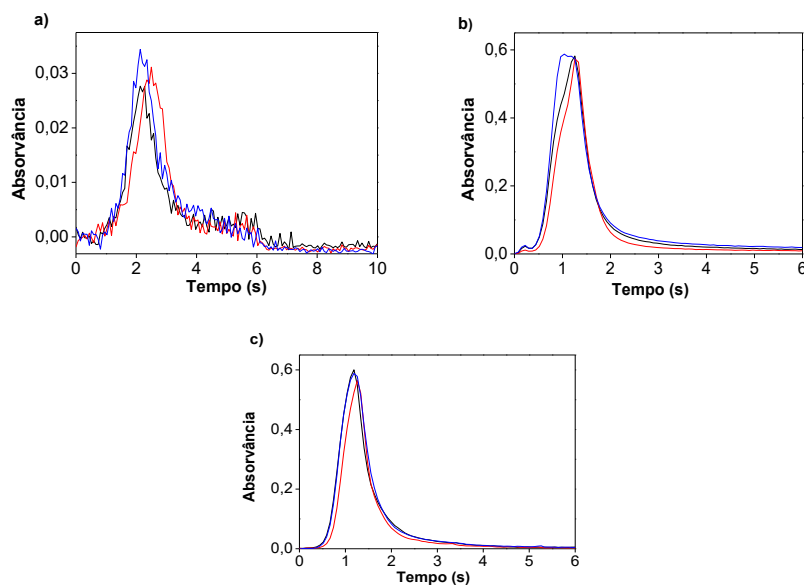 a)
Absorvância
0,03
0,02
0,01
0,00
0 2 4 6 8 10
Tempo (s)
b)
Absorvância
0,6
0,4
0,2
0,0
0 1 2 3 4 5 6
Tempo (s)
c)
Absorvância
0,6
0,4
0,2
0,0
0 1 2 3 4 5 6
Tempo (s)